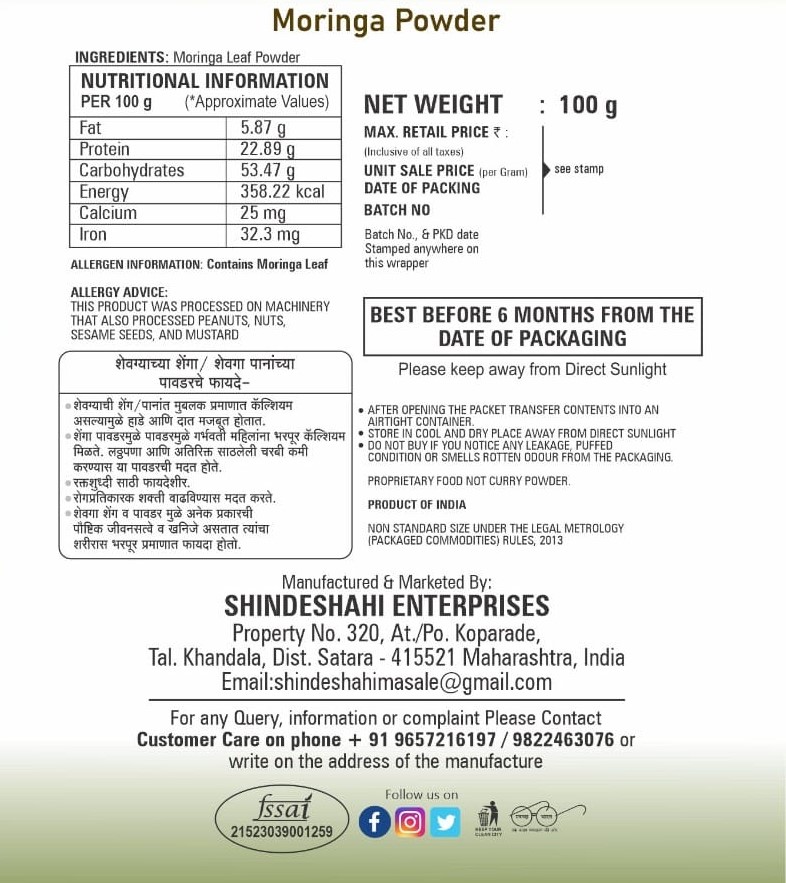 Moringa Powder
INGREDIENTS: Moringa Leaf Powder
NUTRITIONAL INFORMATION
PER 100 g (*Approximate Values)
Fat 5.87 g
Protein 22.89 g
Carbohydrates 53.47 g
Energy 358.22 kcal
Calcium 25 mg
Iron 32.3 mg
ALLERGEN INFORMATION: Contains Moringa Leaf
ALLERGY ADVICE:
THIS PRODUCT WAS PROCESSED ON MACHINERY
THAT ALSO PROCESSED PEANUTS, NUTS,
SESAME SEEDS, AND MUSTARD
शेवग्याच्या शेंगा/ शेवगा पानांच्या
पावडरचे फायदे–
शेवग्याची शेंग/पानांत मुबलक प्रमाणात कॅल्शियम
असल्यामुळे हाडे आणि दात मजबूत होतात.
शेंगा पावडरमुळे पावडरमुळे गर्भवती महिलांना भरपूर कॅल्शियम
मिळते. लठ्ठपणा आणि अतिरिक्त साठलेली चरबी कमी
करण्यास या पावडरची मदत होते.
रक्तशुध्दी साठी फायदेशीर.
रोगप्रतिकारक शक्ती वाढविण्यास मदत करते.
शेवगा शेंग व पावडर मुळे अनेक प्रकारची
पौष्टिक जीवनसत्वे व खनिजे असतात त्यांचा
शरीरास भरपूर प्रमाणात फायदा होतो.
NET WEIGHT : 100 g
MAX. RETAIL PRICE ₹ :
(Inclusive of all taxes)
UNIT SALE PRICE (per Gram) see stamp
DATE OF PACKING
BATCH NO
Batch No., & PKD date
Stamped anywhere on
this wrapper
BEST BEFORE 6 MONTHS FROM THE
DATE OF PACKAGING
Please keep away from Direct Sunlight
• AFTER OPENING THE PACKET TRANSFER CONTENTS INTO AN
AIRTIGHT CONTAINER.
• STORE IN COOL AND DRY PLACE AWAY FROM DIRECT SUNLIGHT
• DO NOT BUY IF YOU NOTICE ANY LEAKAGE, PUFFED
CONDITION OR SMELLS ROTTEN ODOUR FROM THE PACKAGING.
PROPRIETARY FOOD NOT CURRY POWDER.
PRODUCT OF INDIA
NON STANDARD SIZE UNDER THE LEGAL METROLOGY
(PACKAGED COMMODITIES) RULES, 2013
Manufactured & Marketed By:
SHINDESHAHI ENTERPRISES
Property No. 320, At./Po. Koparade,
Tal. Khandala, Dist. Satara - 415521 Maharashtra, India
Email:shindeshahimasale@gmail.com
For any Query, information or complaint Please Contact
Customer Care on phone + 91 9657216197 / 9822463076 or
write on the address of the manufacture
fssai
21523039001259
Follow us on
KEEP YOUR
CLEAN CITY